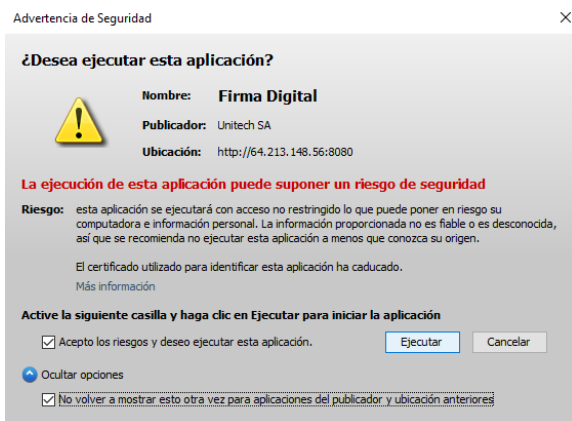 Advertencia de Seguridad
¿Desea ejecutar esta aplicación?
Nombre: Firma Digital
Publicador: Unitech SA
Ubicación: http://64.213.148.56:8080
La ejecución de esta aplicación puede suponer un riesgo de seguridad
Riesgo: esta aplicación se ejecutará con acceso no restringido lo que puede poner en riesgo su
computadora e información personal. La información proporcionada no es fiable o es desconocida,
así que se recomienda no ejecutar esta aplicación a menos que conozca su origen.
El certificado utilizado para identificar esta aplicación ha caducado.
Más información
Active la siguiente casilla y haga clic en Ejecutar para iniciar la aplicación
Acepto los riesgos y deseo ejecutar esta aplicación. Ejecutar Cancelar
Ocultar opciones
No volver a mostrar esto otra vez para aplicaciones del publicador y ubicación anteriores